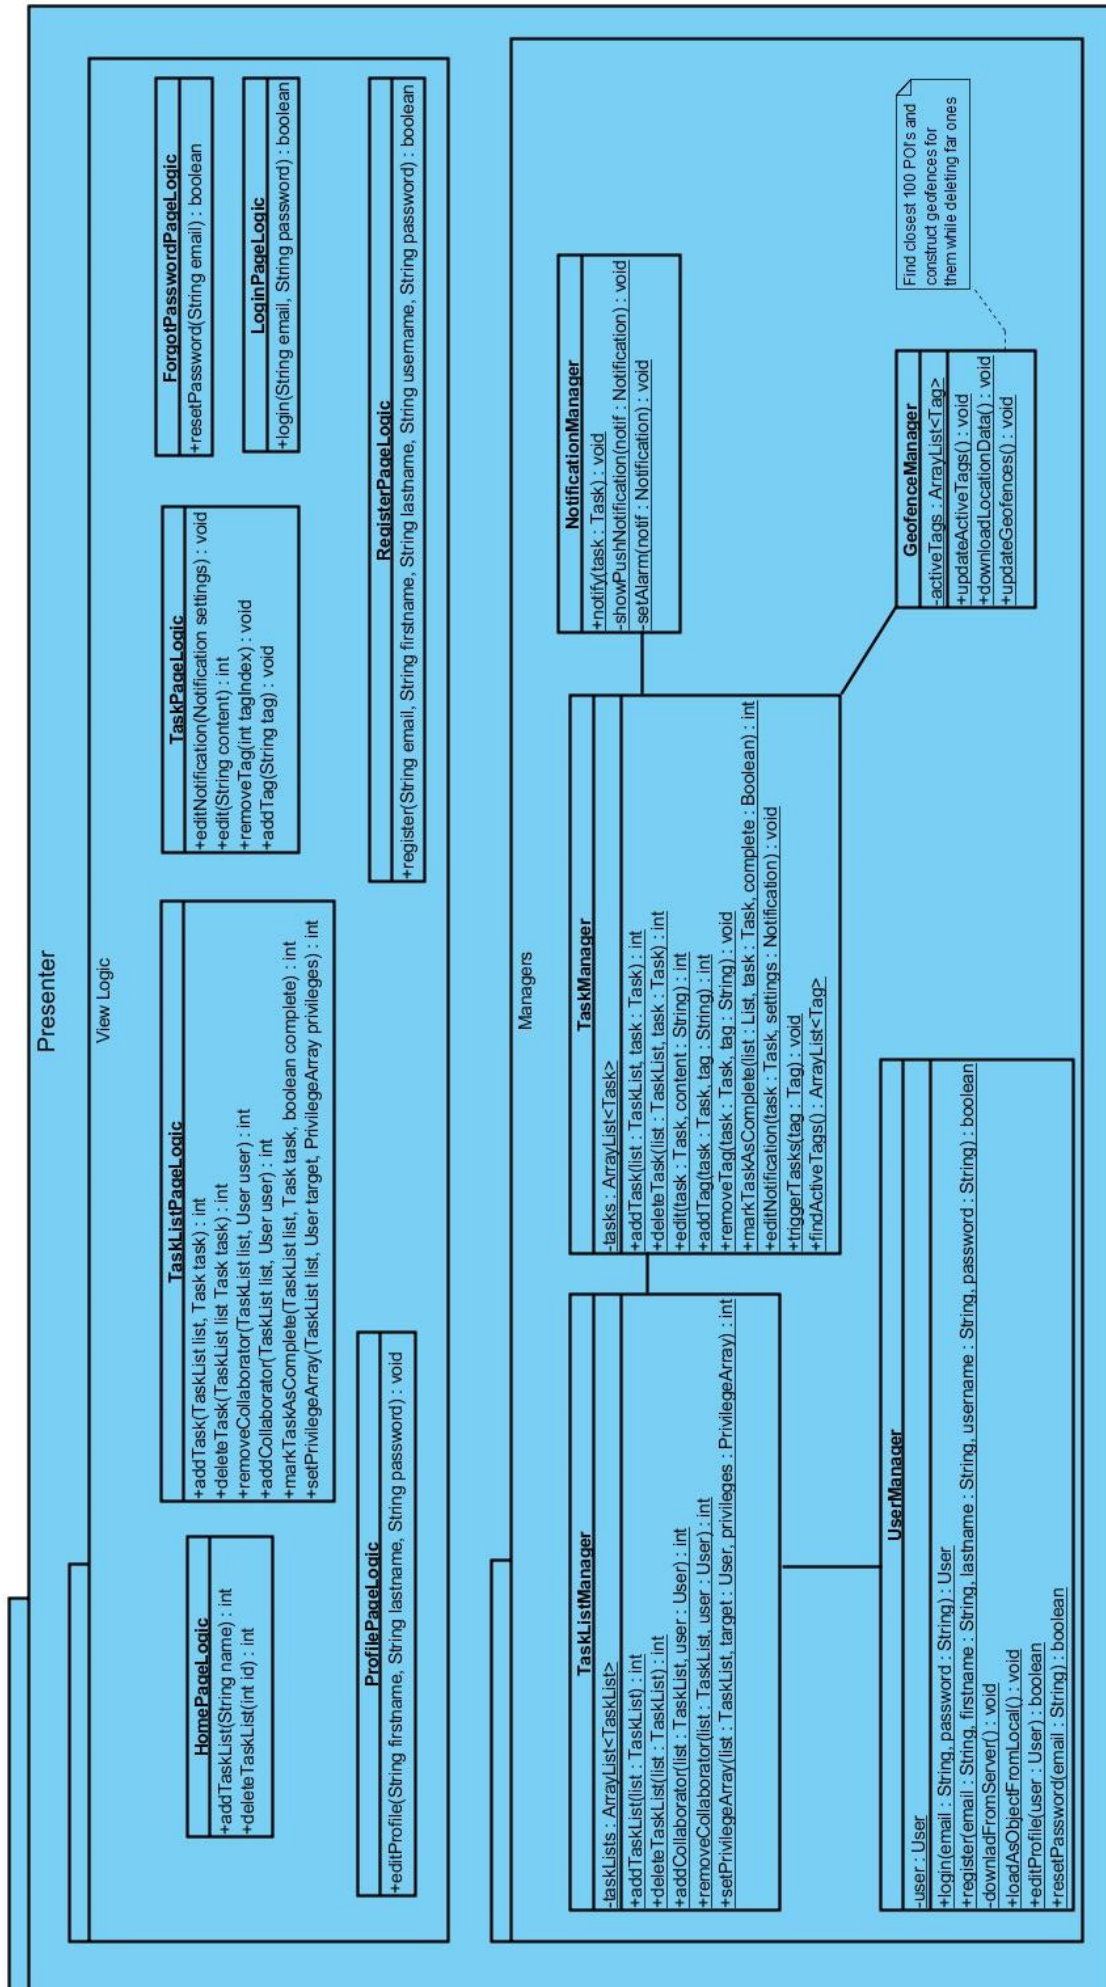 Presenter
View Logic
HomePageLogic
+addTaskList(String name) : int
+deleteTaskList(int id) : int
TaskListPageLogic
+addTask(TaskList list, Task task) : int
+deleteTask(TaskList list Task task) : int
+removeCollaborator(TaskList list, User user) : int
+addCollaborator(TaskList list, User user) : int
+markTaskAsComplete(TaskList list, Task task, boolean complete) : int
+setPrivilegeArray(TaskList list, User target, PrivilegeArray privileges) : int
TaskPageLogic
+editNotification(Notification settings) : void
+edit(String content) : int
+removeTag(int tagIndex) : void
+addTag(String tag) : void
ForgotPasswordPageLogic
+resetPassword(String email) : boolean
LoginPageLogic
+login(String email, String password) : boolean
ProfilePageLogic
+editProfile(String firstname, String lastname, String password) : void
RegisterPageLogic
+register(String email, String firstname, String lastname, String username, String password) : boolean
Managers
TaskListManager
-taskLists : ArrayList<TaskList>
+addTaskList(list : TaskList) : int
+deleteTaskList(list : TaskList) : int
+addCollaborator(list : TaskList, user : User) : int
+removeCollaborator(list : TaskList, user : User) : int
+setPrivilegeArray(list : TaskList, target : User, privileges : PrivilegeArray) : int
TaskManager
-tasks : ArrayList<Task>
+addTask(list : TaskList, task : Task) : int
+deleteTask(list : TaskList, task : Task) : int
+edit(task : Task, content : String) : int
+addTag(task : Task, tag : String) : int
+removeTag(task : Task, tag : String) : void
+markTaskAsComplete(list : List, task : Task, complete : Boolean) : int
+editNotification(task : Task, settings : Notification) : void
+triggerTasks(tag : Tag) : void
+findActiveTags() : ArrayList<Tag>
NotificationManager
+notify(task : Task) : void
-showPushNotification(notif : Notification) : void
-setAlarm(notif : Notification) : void
UserManager
-user : User
+login(email : String, password : String) : User
+register(email : String, firstname : String, lastname : String, username : String, password : String) : boolean
-downladFromServer() : void
+loadAsObjectFromLocal() : void
+editProfile(user : User) : boolean
+resetPassword(email : String) : boolean
GeofenceManager
-activeTags : ArrayList<Tag>
+updateActiveTags() : void
+downloadLocationData() : void
+updateGeofences() : void
Find closest 100 POI's and
construct geofences for
them while deleting far ones